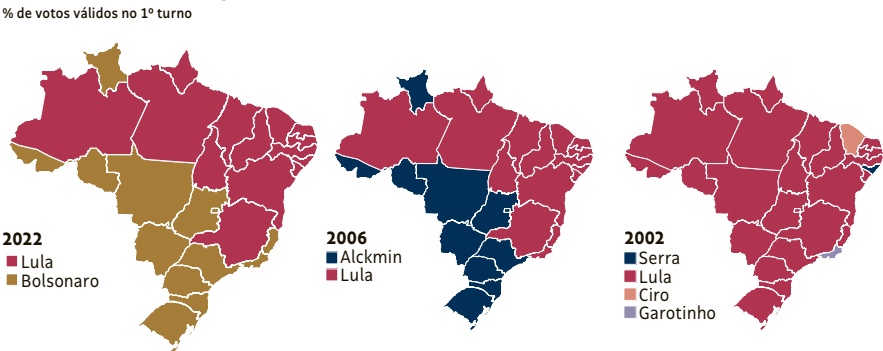 % de votos válidos no 1º turno
2022
Lula
Bolsonaro
2006
Alckmin
Lula
2002
Serra
Lula
Ciro
Garotinho